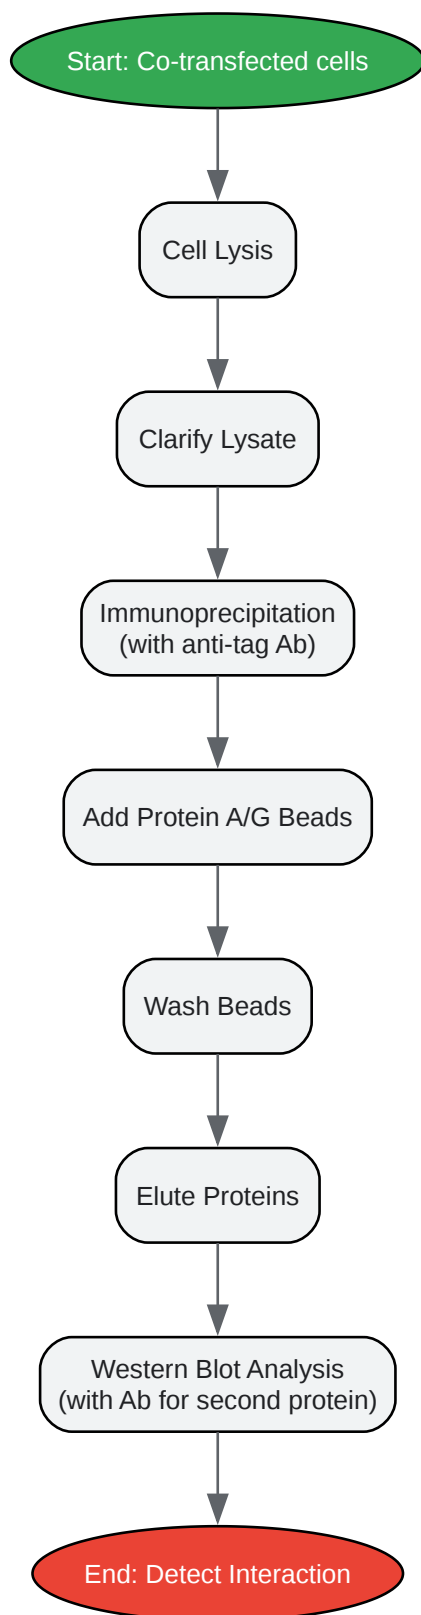 Start: Co-transfected cells
Cell Lysis
Clarify Lysate
Immunoprecipitation
(with anti-tag Ab)
Add Protein A/G Beads
Wash Beads
Elute Proteins
Western Blot Analysis
(with Ab for second protein)
End: Detect Interaction